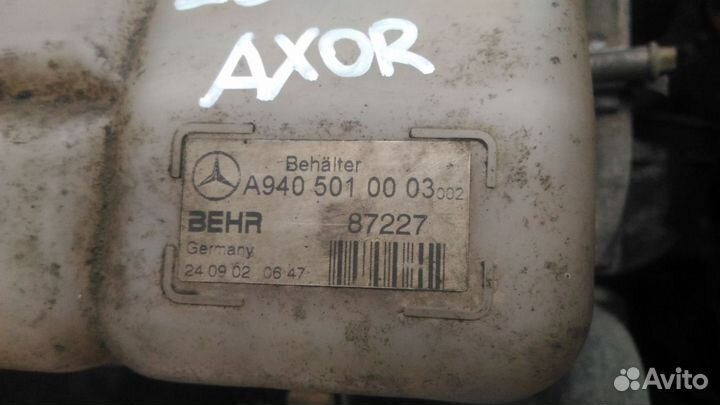 AXOR
Behälter
A940 501 00 03 002
BEHR 87227
Germany
24 09 02 06 47
Avito